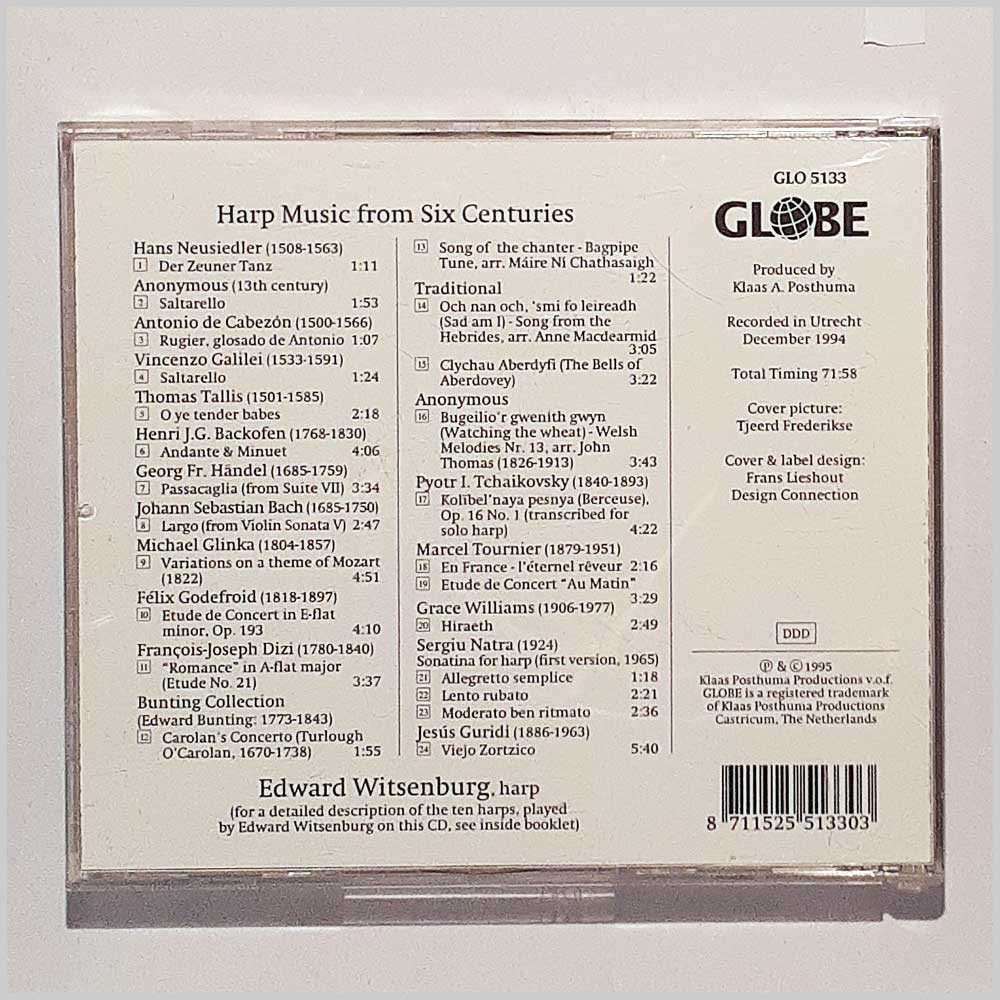 Harp Music from Six Centuries
Hans Neusiedler (1508-1563)
1 Der Zeuner Tanz 1:11
Anonymous (13th century)
2 Saltarello 1:53
Antonio de Cabezón (1500-1566)
3 Rugier, glosado de Antonio 1:07
Vincenzo Galilei (1533-1591)
4 Saltarello 1:24
Thomas Tallis (1501-1585)
5 O ye tender babes 2:18
Henri J.G. Backofen (1768-1830)
6 Andante & Minuet 4:06
Georg Fr. Händel (1685-1759)
7 Passacaglia (from Suite VII) 3:34
Johann Sebastian Bach (1685-1750)
8 Largo (from Violin Sonata V) 2:47
Michael Glinka (1804-1857)
9 Variations on a theme of Mozart
(1822) 4:51
Félix Godefroid (1818-1897)
10 Etude de Concert in E-flat
minor, Op. 193 4:10
François-Joseph Dizi (1780-1840)
11 "Romance" in A-flat major
(Etude No. 21) 3:37
Bunting Collection
(Edward Bunting: 1773-1843)
12 Carolan's Concerto (Turlough
O'Carolan, 1670-1738) 1:55
13 Song of the chanter - Bagpipe
Tune, arr. Máire Ní Chathasaigh
1:22
Traditional
14 Och nan och, 'smi fo leireadh
(Sad am I) - Song from the
Hebrides, arr. Anne Macdearmid
3:05
15 Clychau Aberdyfi (The Bells of
Aberdovey) 3:22
Anonymous
16 Bugeilio'r gwenith gwyn
(Watching the wheat) - Welsh
Melodies Nr. 13, arr. John
Thomas (1826-1913) 3:43
Pyotr I. Tchaikovsky (1840-1893)
17 Kolïbel'naya pesnya (Berceuse),
Op. 16 No. 1 (transcribed for
solo harp) 4:22
Marcel Tournier (1879-1951)
18 En France - l'éternel rêveur 2:16
19 Etude de Concert "Au Matin"
3:29
Grace Williams (1906-1977)
20 Hiraeth 2:49
Sergiu Natra (1924)
Sonatina for harp (first version, 1965)
21 Allegretto semplice 1:18
22 Lento rubato 2:21
23 Moderato ben ritmato 2:36
Jesús Guridi (1886-1963)
24 Viejo Zortzico 5:40
Edward Witsenburg, harp
(for a detailed description of the ten harps, played
by Edward Witsenburg on this CD, see inside booklet)
GLO 5133
GLOBE
Produced by
Klaas A. Posthuma
Recorded in Utrecht
December 1994
Total Timing 71:58
Cover picture:
Tjeerd Frederikse
Cover & label design:
Frans Lieshout
Design Connection
DDD
℗ & © 1995
Klaas Posthuma Productions v.o.f.
GLOBE is a registered trademark
of Klaas Posthuma Productions
Castricum, The Netherlands
8 711525 513303